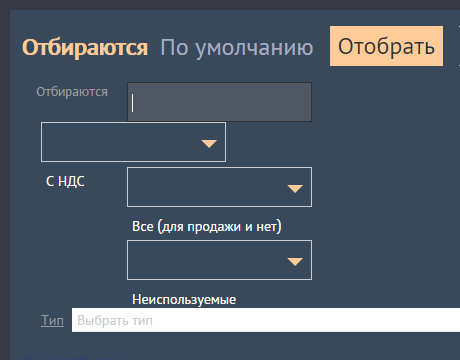 Отбираются По умолчанию Отобрать
Отбираются
С НДС
Все (для продажи и нет)
Неиспользуемые
Тип Выбрать тип